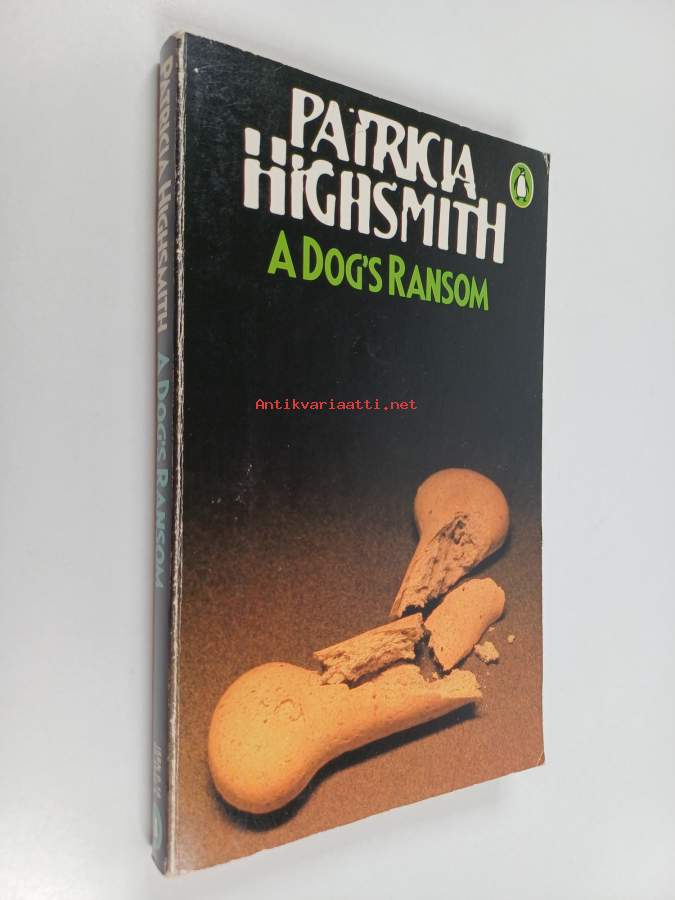 PATRICIA
HIGHSMITH
A DOG'S RANSOM
Antikvariaatti.net
PATRICIA HIGHSMITH A DOG'S RANSOM